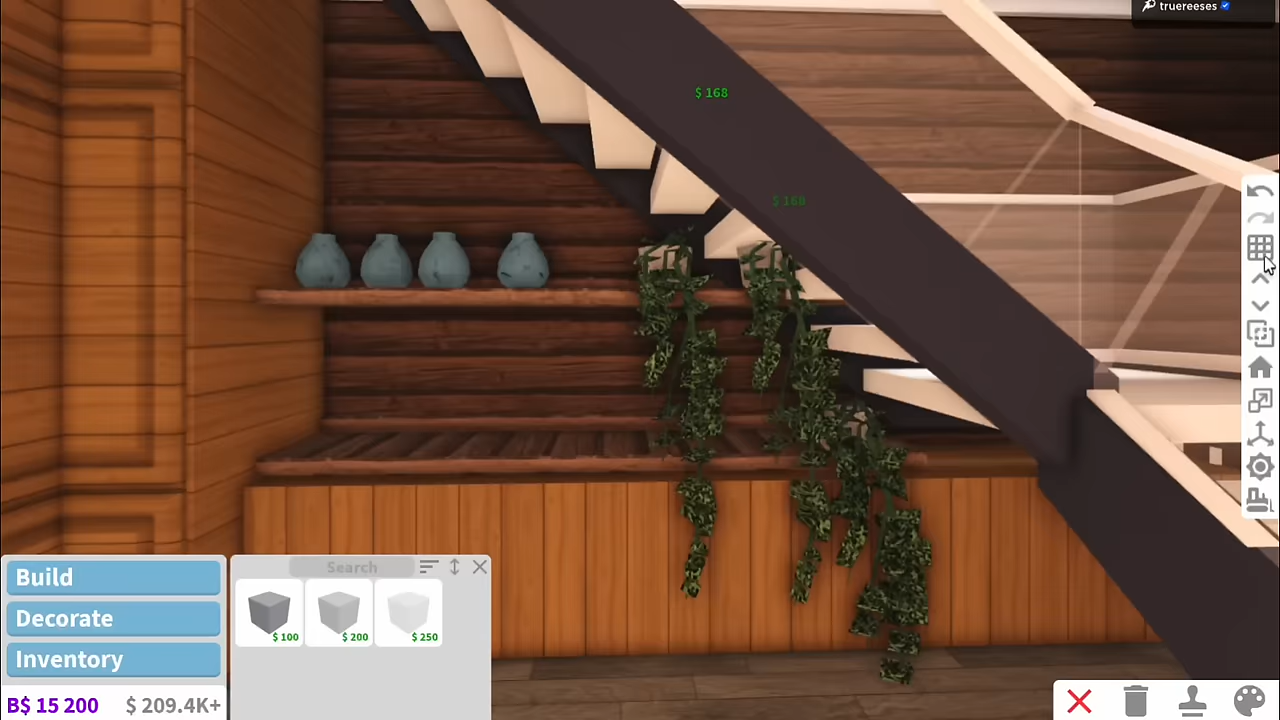 truereeses
$ 168
$ 168
Build
Decorate
Inventory
B$ 15 200
$ 209.4K+
Search
$ 100
$ 200
$ 250